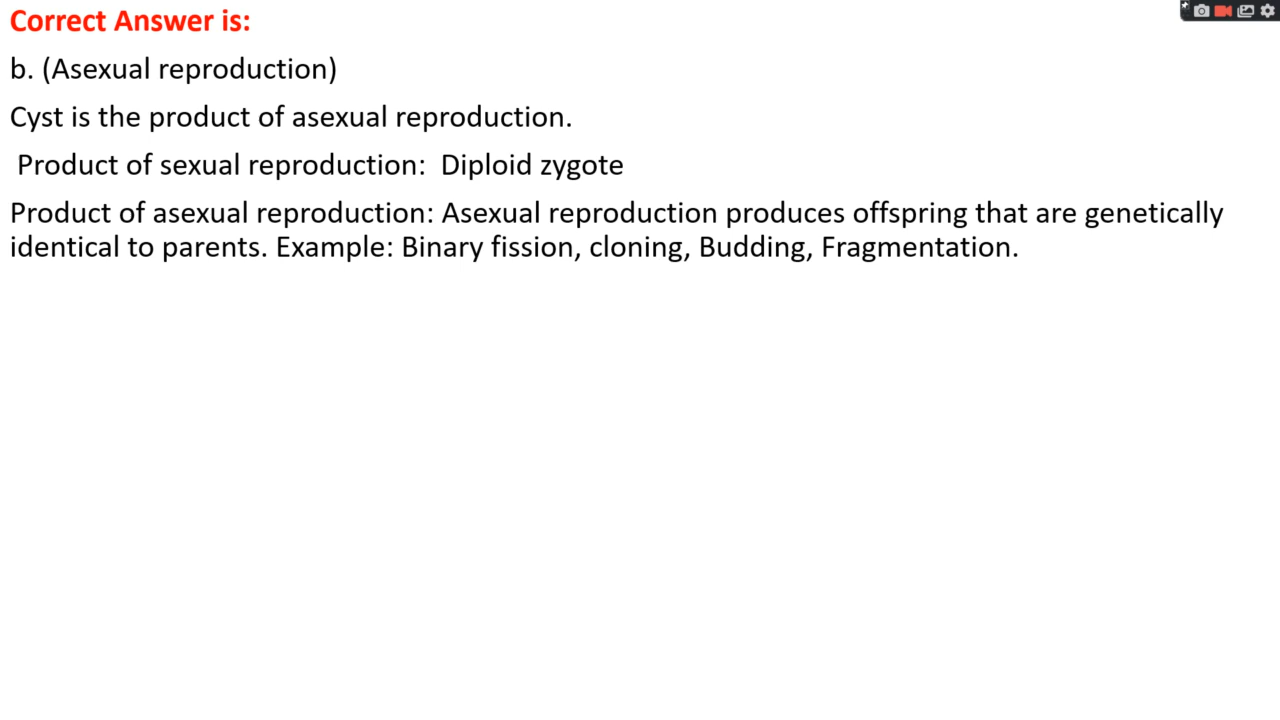 Correct Answer is:
b. (Asexual reproduction)
Cyst is the product of asexual reproduction.
Product of sexual reproduction:  Diploid zygote
Product of asexual reproduction: Asexual reproduction produces offspring that are genetically
identical to parents. Example: Binary fission, cloning, Budding, Fragmentation.